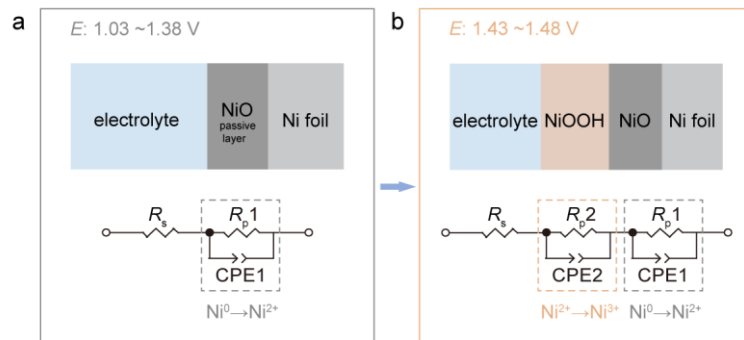 a
E: 1.03 ~1.38 V
electrolyte
NiO
passive
layer
Ni foil
Rs
Rp1
CPE1
Ni⁰→Ni²⁺
b
E: 1.43 ~1.48 V
electrolyte
NiOOH
NiO
Ni foil
Rs
Rp2
Rp1
CPE2
CPE1
Ni²⁺→Ni³⁺
Ni⁰→Ni²⁺